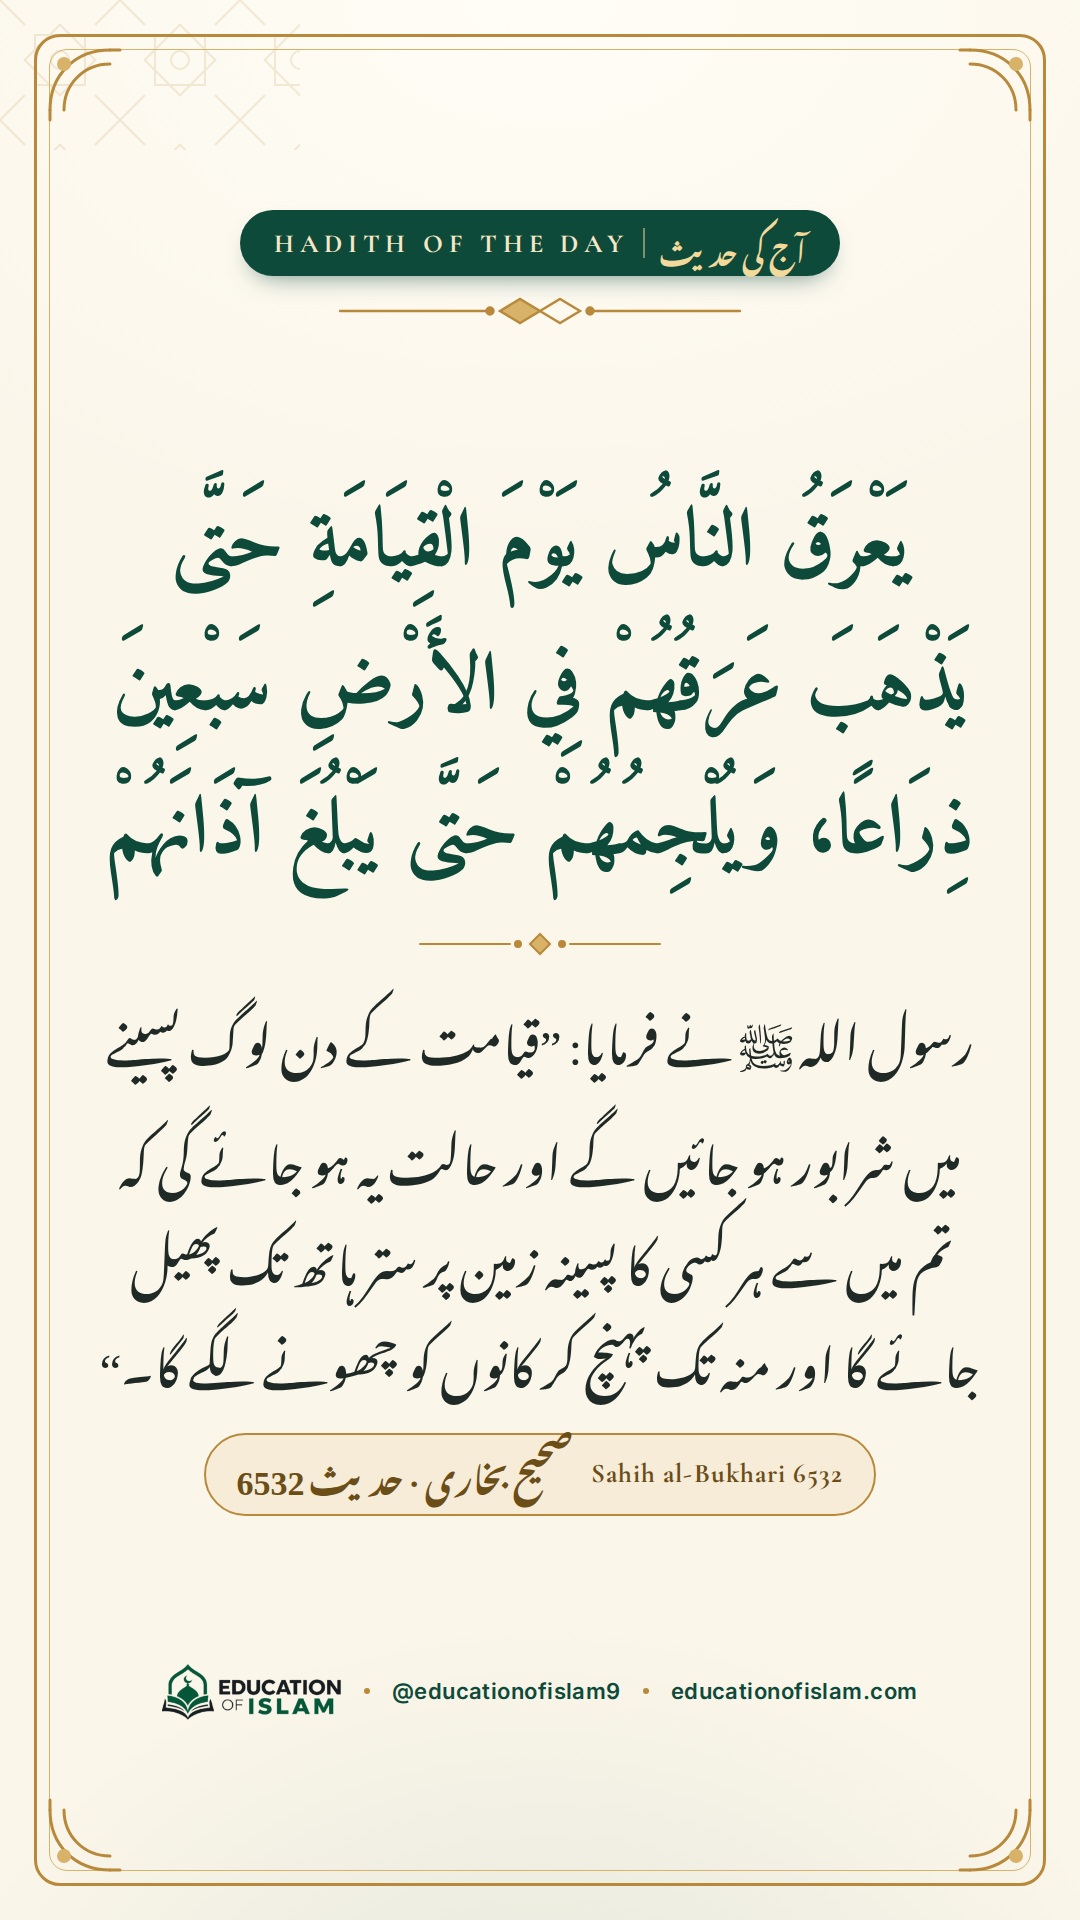 HADITH OF THE DAY | آج کی حدیث
يَعْرَقُ النَّاسُ يَوْمَ الْقِيَامَةِ حَتَّى
يَذْهَبَ عَرَقُهُمْ فِي الأَرْضِ سَبْعِينَ
ذِرَاعًا، وَيُلْجِمُهُمْ حَتَّى يَبْلُغَ آذَانَهُمْ
رسول اللہ ﷺ نے فرمایا: ”قیامت کے دن لوگ پسینے
میں شرابور ہو جائیں گے اور حالت یہ ہو جائے گی کہ
تم میں سے ہر کسی کا پسینہ زمین پر ستر ہاتھ تک پھیل
جائے گا اور منہ تک پہنچ کر کانوں کو چھونے لگے گا۔“
صحیح بخاری · حدیث 6532 Sahih al-Bukhari 6532
EDUCATION OF ISLAM • @educationofislam9 • educationofislam.com